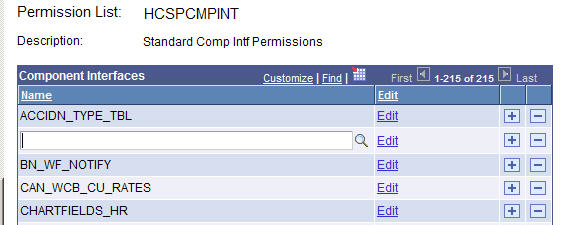 Permission List: HCSPCMPINT
Description: Standard Comp Intf Permissions
Component Interfaces Customize | Find | First 1-215 of 215 Last
Name Edit
ACCIDN_TYPE_TBL Edit
Edit
BN_WF_NOTIFY Edit
CAN_WCB_CU_RATES Edit
CHARTFIELDS_HR Edit